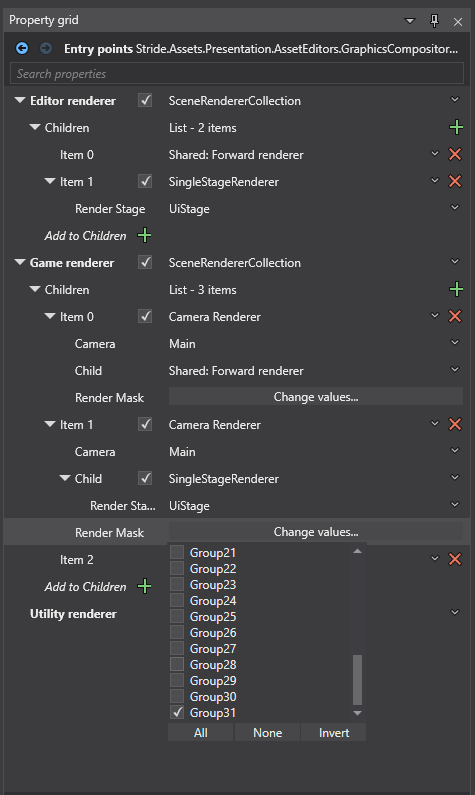 Property grid
Entry points Stride.Assets.Presentation.AssetEditors.GraphicsCompositor...
Search properties
Editor renderer SceneRendererCollection
Children List - 2 items
Item 0 Shared: Forward renderer
Item 1 SingleStageRenderer
Render Stage UiStage
Add to Children
Game renderer SceneRendererCollection
Children List - 3 items
Item 0 Camera Renderer
Camera Main
Child Shared: Forward renderer
Render Mask Change values...
Item 1 Camera Renderer
Camera Main
Child SingleStageRenderer
Render Sta... UiStage
Render Mask Change values...
Item 2
Add to Children
Utility renderer
Group21
Group22
Group23
Group24
Group25
Group26
Group27
Group28
Group29
Group30
Group31
All None Invert